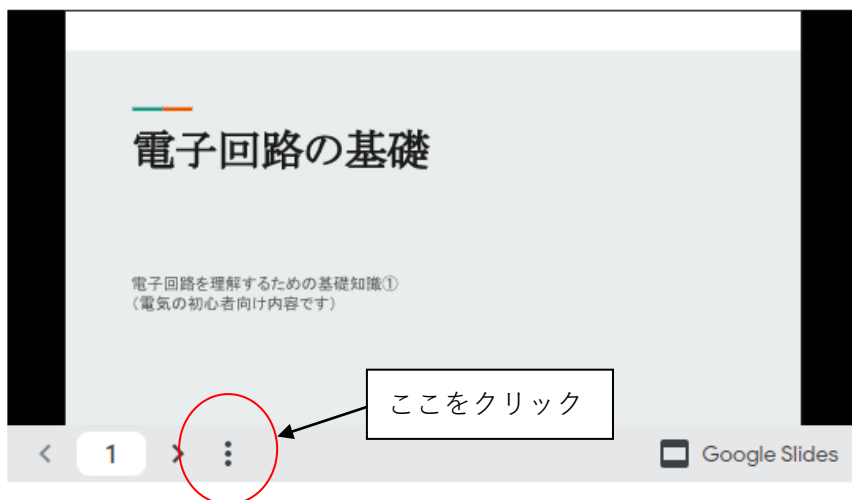 電子回路の基礎
電子回路を理解するための基礎知識①
（電気の初心者向け内容です）
ここをクリック
1
Google Slides